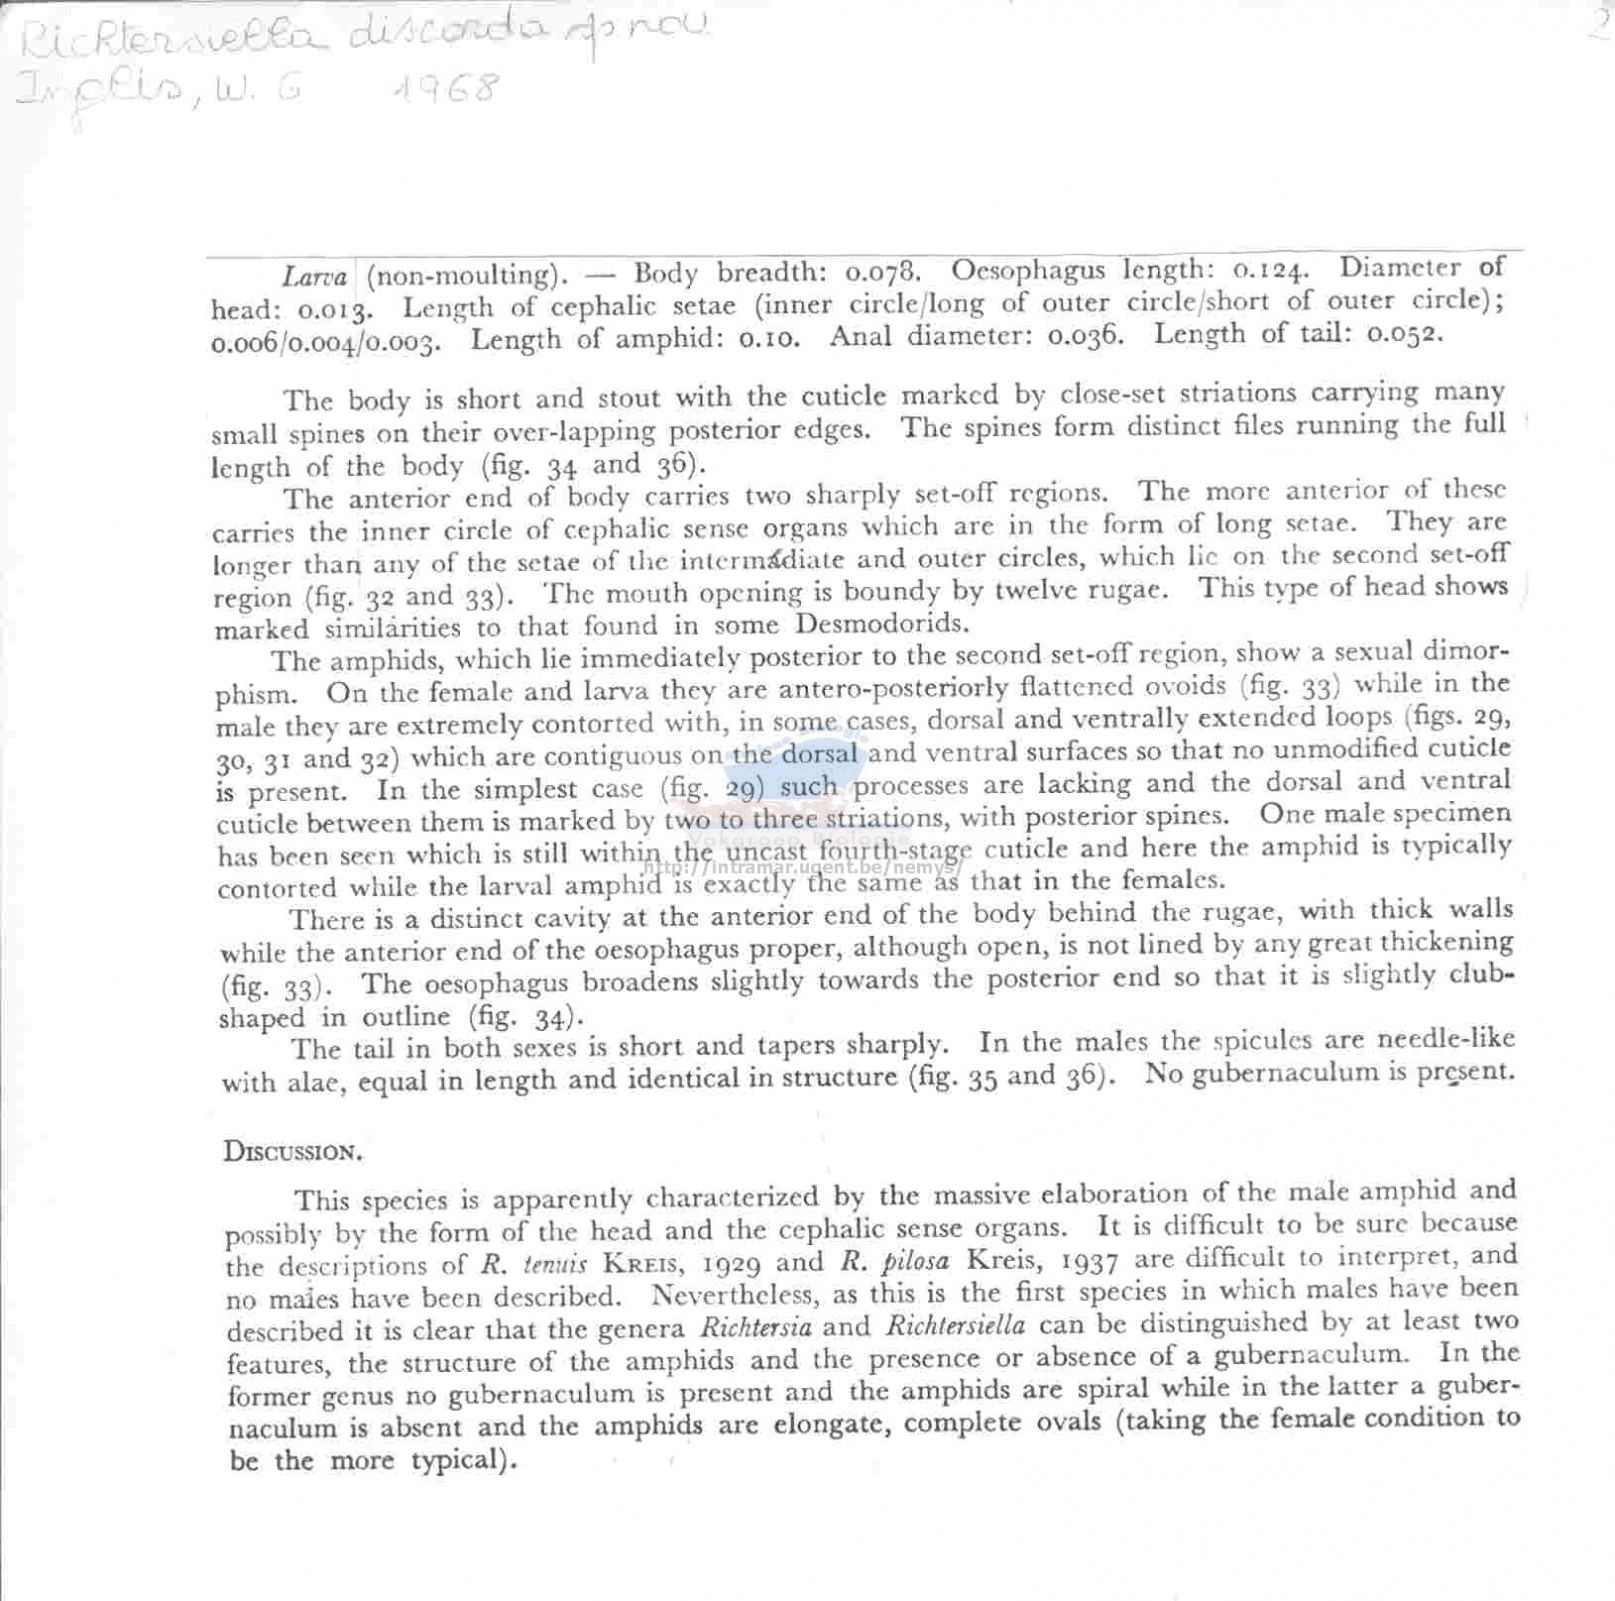 Richtersiella discorda sp nov
2
Inglis, W. G 1968
Larva (non-moulting). — Body breadth: 0.078. Oesophagus length: 0.124. Diameter of
head: 0.013. Length of cephalic setae (inner circle/long of outer circle/short of outer circle);
0.006/0.004/0.003. Length of amphid: 0.10. Anal diameter: 0.036. Length of tail: 0.052.
The body is short and stout with the cuticle marked by close-set striations carrying many
small spines on their over-lapping posterior edges. The spines form distinct files running the full
length of the body (fig. 34 and 36).
The anterior end of body carries two sharply set-off regions. The more anterior of these
carries the inner circle of cephalic sense organs which are in the form of long setae. They are
longer than any of the setae of the intermádiate and outer circles, which lie on the second set-off
region (fig. 32 and 33). The mouth opening is boundy by twelve rugae. This type of head shows
marked similarities to that found in some Desmodorids.
The amphids, which lie immediately posterior to the second set-off region, show a sexual dimor-
phism. On the female and larva they are antero-posteriorly flattened ovoids (fig. 33) while in the
male they are extremely contorted with, in some cases, dorsal and ventrally extended loops (figs. 29,
30, 31 and 32) which are contiguous on the dorsal and ventral surfaces so that no unmodified cuticle
is present. In the simplest case (fig. 29) such processes are lacking and the dorsal and ventral
cuticle between them is marked by two to three striations, with posterior spines. One male specimen
Vakgroep Biologie
has been seen which is still within the uncast fourth-stage cuticle and here the amphid is typically
http://intramar.ugent.be/nemys/
contorted while the larval amphid is exactly the same as that in the females.
There is a distinct cavity at the anterior end of the body behind the rugae, with thick walls
while the anterior end of the oesophagus proper, although open, is not lined by any great thickening
(fig. 33). The oesophagus broadens slightly towards the posterior end so that it is slightly club-
shaped in outline (fig. 34).
The tail in both sexes is short and tapers sharply. In the males the spicules are needle-like
with alae, equal in length and identical in structure (fig. 35 and 36). No gubernaculum is present.
DISCUSSION.
This species is apparently characterized by the massive elaboration of the male amphid and
possibly by the form of the head and the cephalic sense organs. It is difficult to be sure because
the descriptions of R. tenuis KREIS, 1929 and R. pilosa Kreis, 1937 are difficult to interpret, and
no males have been described. Nevertheless, as this is the first species in which males have been
described it is clear that the genera Richtersia and Richtersiella can be distinguished by at least two
features, the structure of the amphids and the presence or absence of a gubernaculum. In the
former genus no gubernaculum is present and the amphids are spiral while in the latter a guber-
naculum is absent and the amphids are elongate, complete ovals (taking the female condition to
be the more typical).